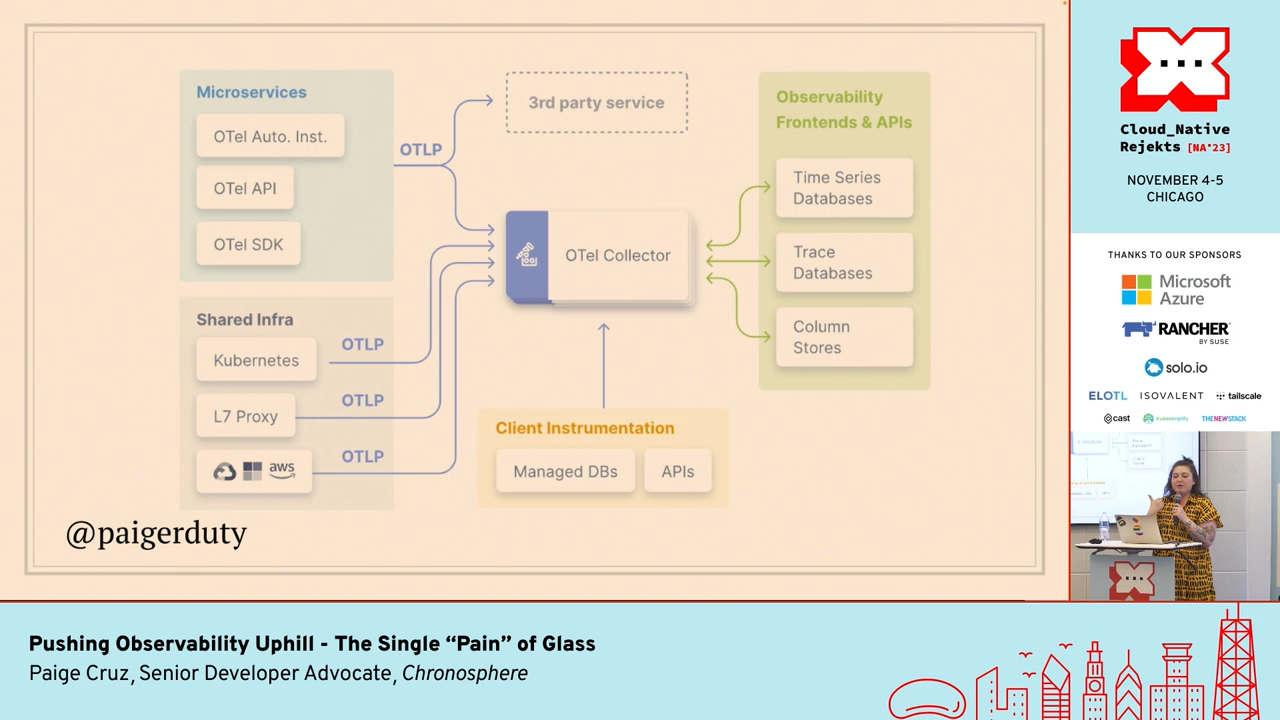 Microservices
OTel Auto. Inst.
OTel API
OTel SDK
OTLP
3rd party service
OTel Collector
Observability
Frontends & APIs
Time Series
Databases
Trace
Databases
Column
Stores
Shared Infra
Kubernetes
OTLP
L7 Proxy
OTLP
aws
OTLP
Client Instrumentation
Managed DBs
APIs
@paigerduty
Cloud_Native
Rejekts [NA'23]
NOVEMBER 4-5
CHICAGO
THANKS TO OUR SPONSORS
Microsoft
Azure
RANCHER
BY SUSE
solo.io
ELOTL ISOVALENT tailscale
cast Kubesimplify THENEWSTACK
Pushing Observability Uphill - The Single “Pain” of Glass
Paige Cruz, Senior Developer Advocate, Chronosphere